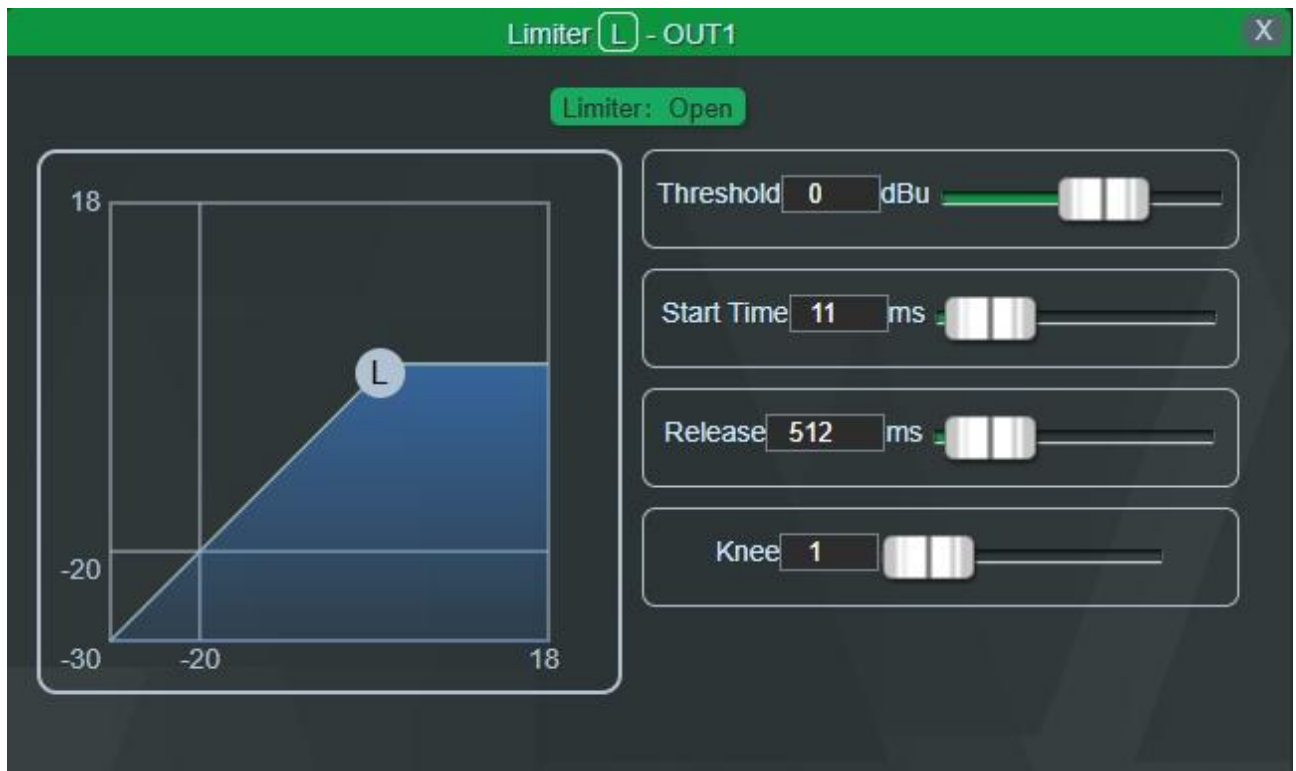 Limiter L - OUT1
X
Limiter: Open
18
-20
-30
-20
18
L
Threshold 0 dBu
Start Time 11 ms
Release 512 ms
Knee 1